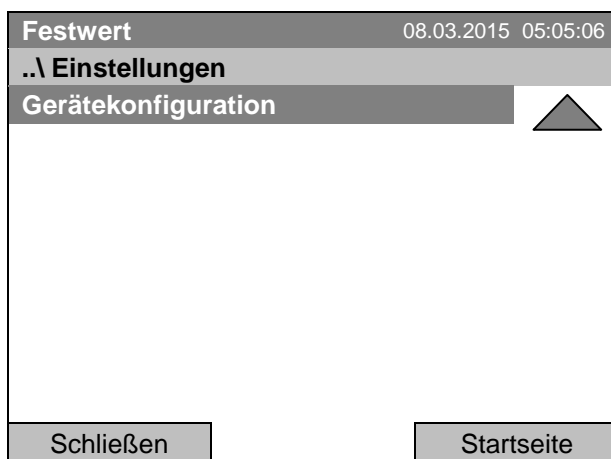 Festwert 08.03.2015 05:05:06
..\ Einstellungen
Gerätekonfiguration
Schließen Startseite